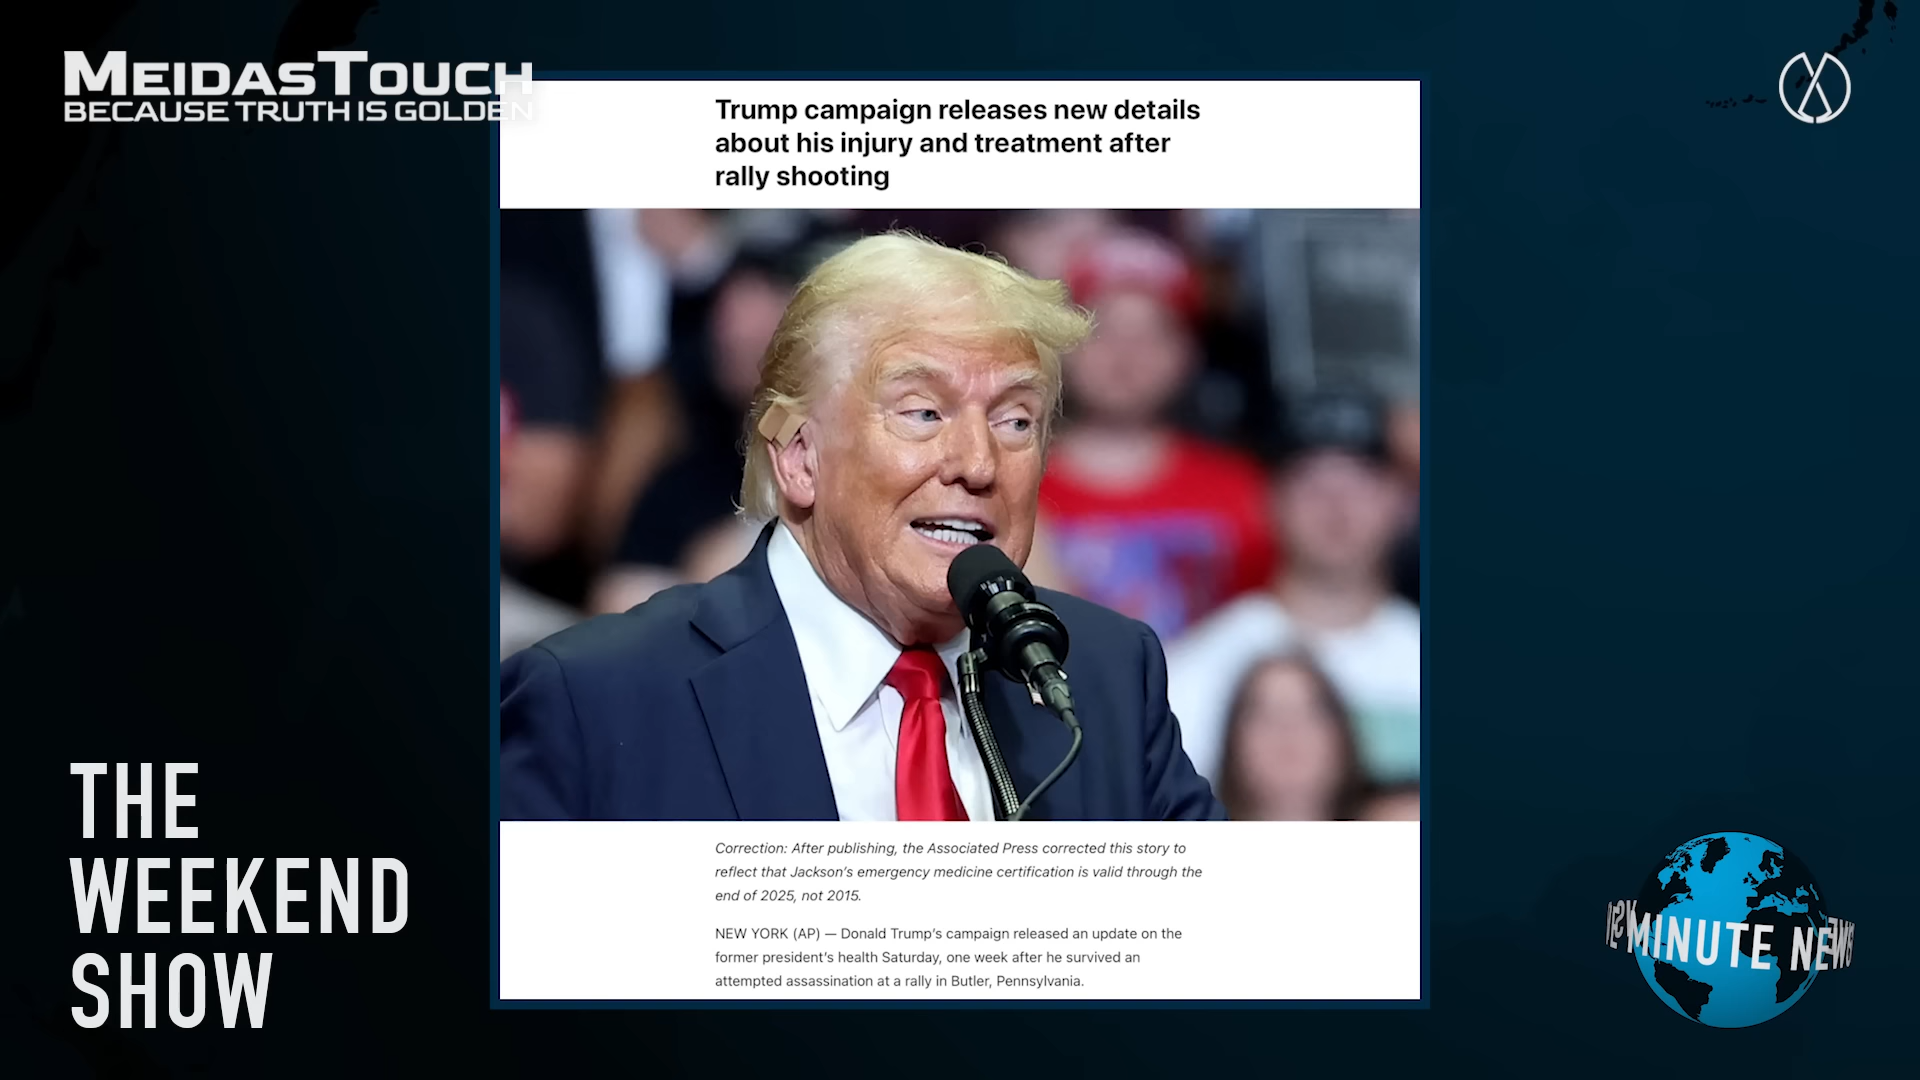 MEIDASTOUCH
BECAUSE TRUTH IS GOLDEN
Trump campaign releases new details
about his injury and treatment after
rally shooting
Correction: After publishing, the Associated Press corrected this story to
reflect that Jackson's emergency medicine certification is valid through the
end of 2025, not 2015.
NEW YORK (AP) — Donald Trump's campaign released an update on the
former president's health Saturday, one week after he survived an
attempted assassination at a rally in Butler, Pennsylvania.
THE
WEEKEND
SHOW
MINUTE NEWS